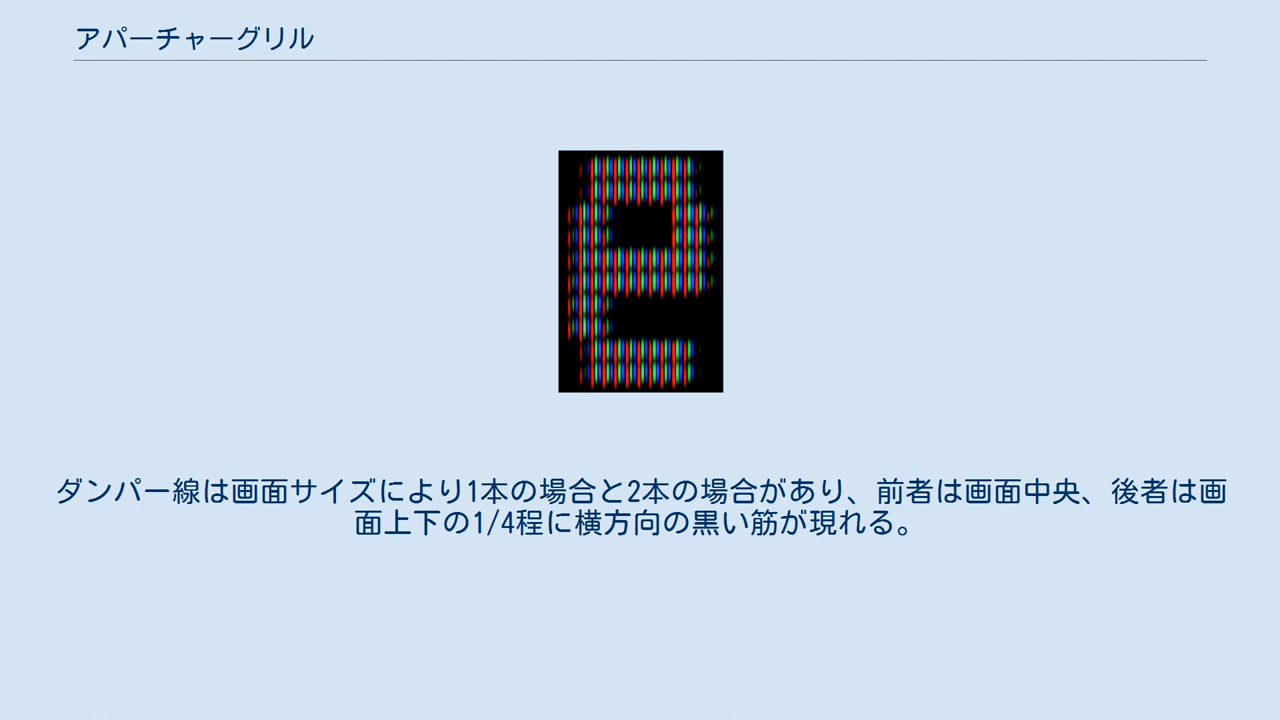 アパーチャーグリル
ダンパー線は画面サイズにより1本の場合と2本の場合があり、前者は画面中央、後者は画
面上下の1/4程に横方向の黒い筋が現れる。